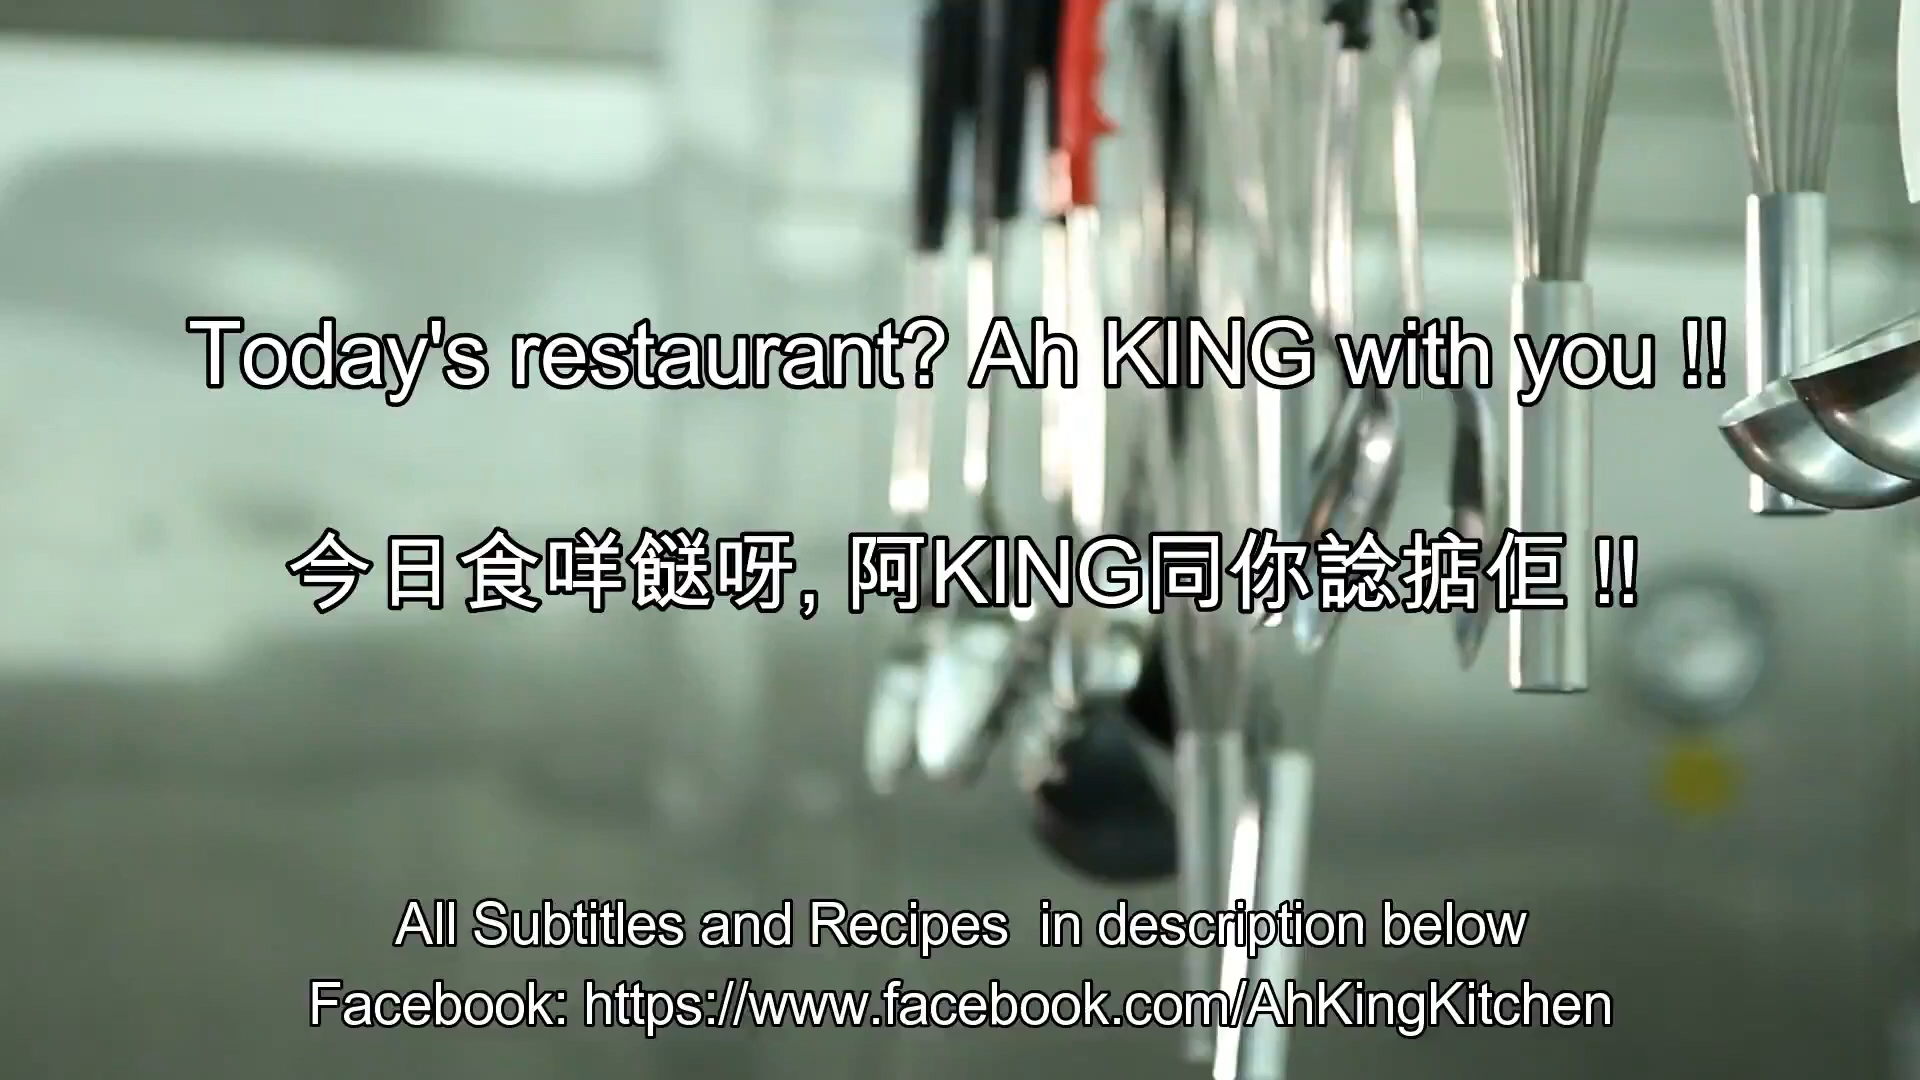 Today's restaurant? Ah KING with you !!
今日食咩餸呀, 阿KING同你諗掂佢 !!
All Subtitles and Recipes  in description below
Facebook: https://www.facebook.com/AhKingKitchen